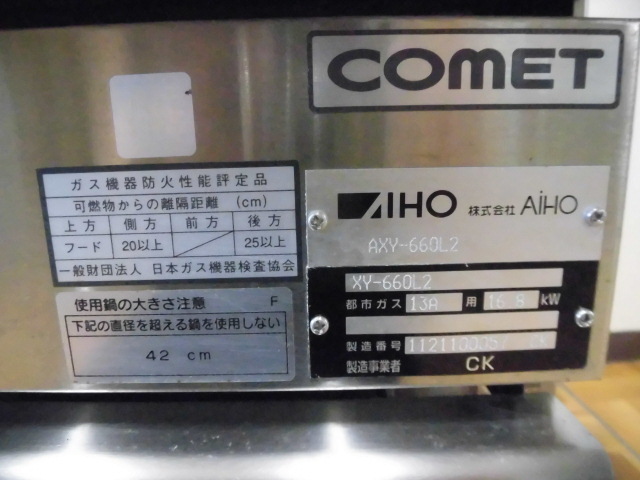 COMET
ガス機器防火性能評定品
可燃物からの離隔距離 (cm)
上方 側方 前方 後方
フード 20以上 25以上
一般財団法人 日本ガス機器検査協会
使用鍋の大きさ注意 F
下記の直径を超える鍋を使用しない
42 cm
AIHO 株式会社 AiHO
AXY-660L2
XY-660L2
都市ガス 13A 用 16.8 kW
製造番号 CK
製造事業者 CK